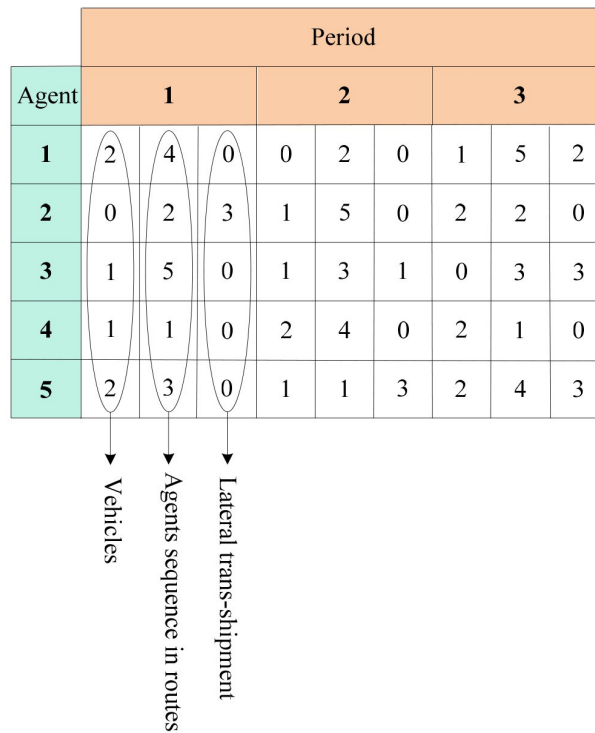 Period
Agent 1 2 3
1 2 4 0 0 2 0 1 5 2
2 0 2 3 1 5 0 2 2 0
3 1 5 0 1 3 1 0 3 3
4 1 1 0 2 4 0 2 1 0
5 2 3 0 1 1 3 2 4 3
Vehicles
Agents sequence in routes
Lateral trans-shipment